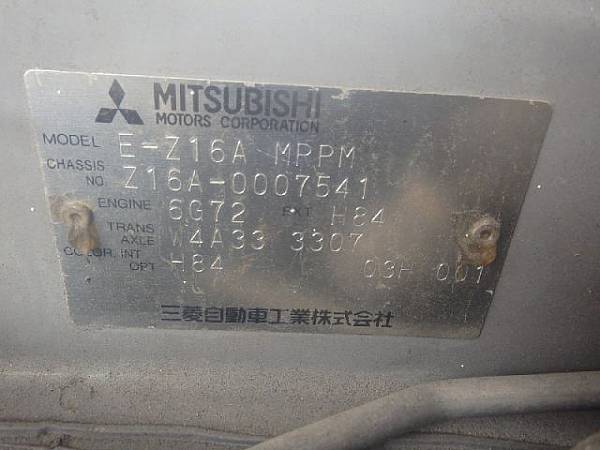 MITSUBISHI
MOTORS CORPORATION
MODEL E-Z16A MRPM
CHASSIS NO. Z16A-0007541
ENGINE 6G72 EXT H84
TRANS AXLE W4A33 3307
COLOR, INT H84
OPT 03H 001
三菱自動車工業株式会社